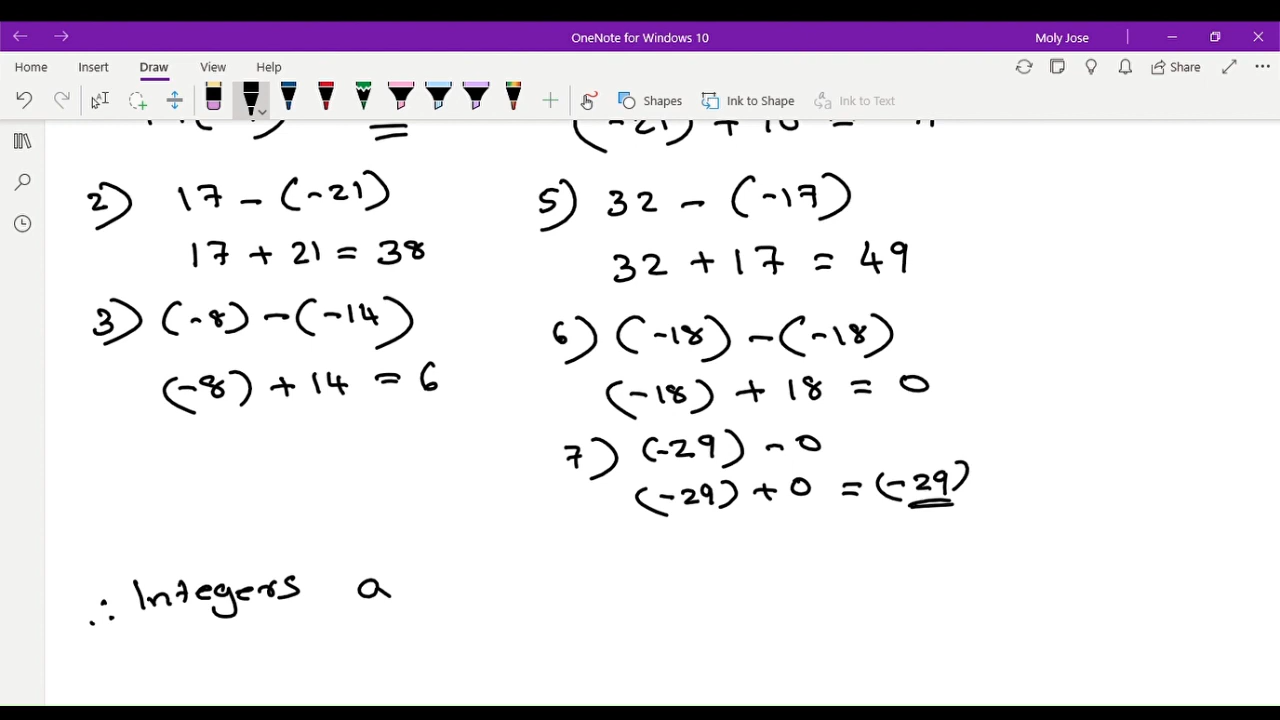 OneNote for Windows 10
Moly Jose
Home Insert Draw View Help
Share
Shapes
Ink to Shape
Ink to Text
2) 17 - (-21)
17 + 21 = 38
3) (-8) - (-14)
(-8) + 14 = 6
5) 32 - (-17)
32 + 17 = 49
6) (-18) - (-18)
(-18) + 18 = 0
7) (-29) - 0
(-29) + 0 = (-29)
∴ Integers a